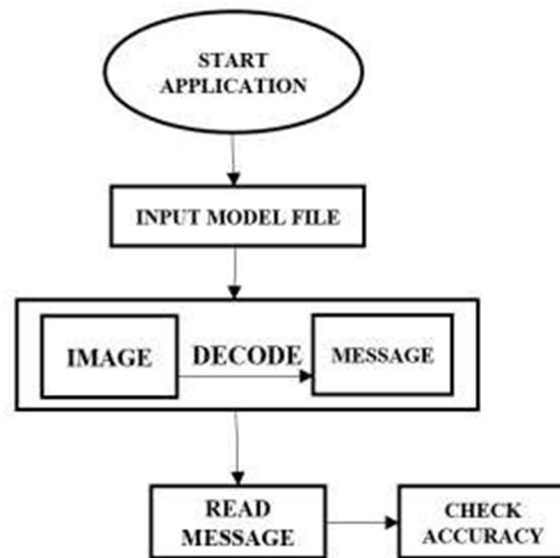 START
APPLICATION
INPUT MODEL FILE
IMAGE
DECODE
MESSAGE
READ
MESSAGE
CHECK
ACCURACY